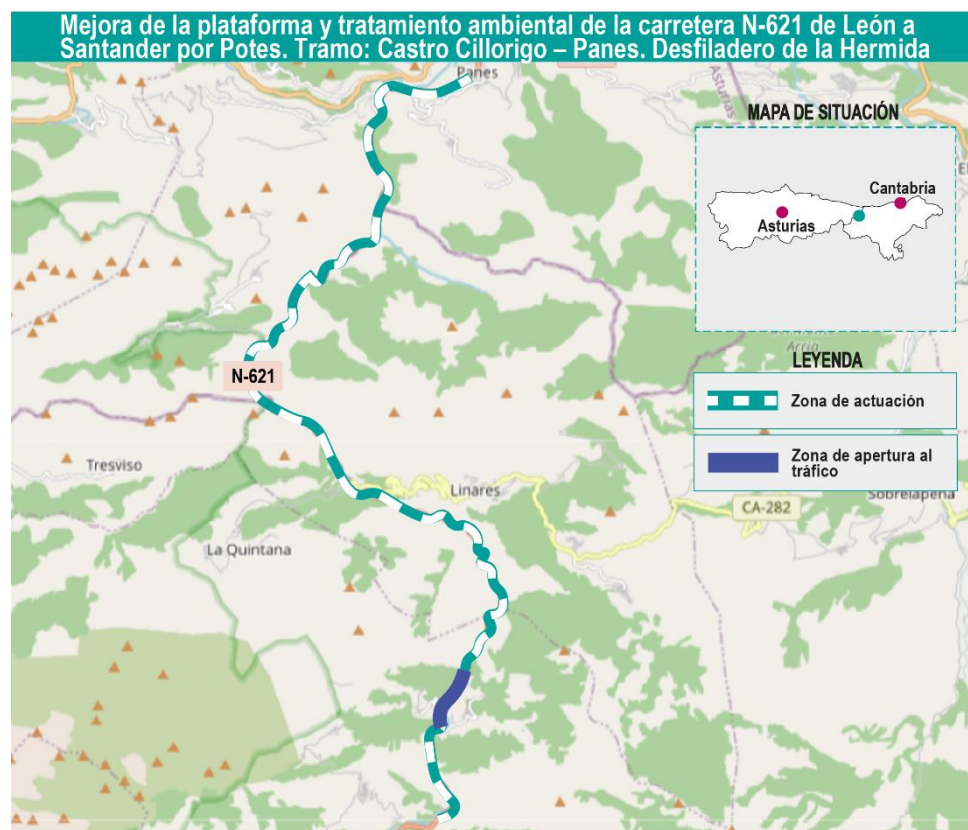 Mejora de la plataforma y tratamiento ambiental de la carretera N-621 de León a
Santander por Potes. Tramo: Castro Cillorigo – Panes. Desfiladero de la Hermida
Panes
Asturias
MAPA DE SITUACIÓN
Cantabria
Asturias
Arcio
LEYENDA
N-621
Zona de actuación
Zona de apertura al
tráfico
Tresviso
Linares
Sobrelapeña
CA-282
La Quintana